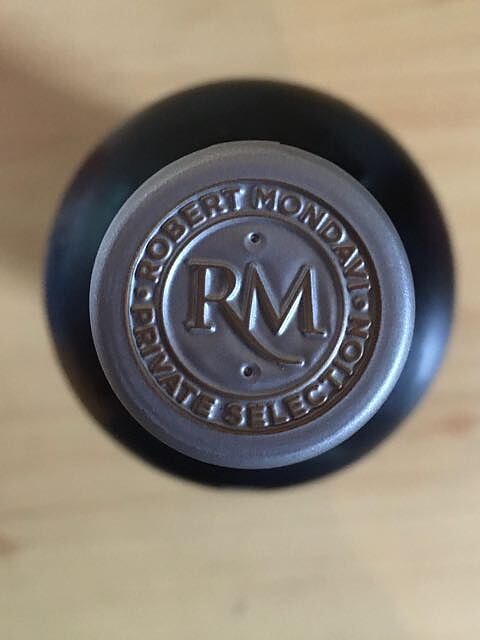 ROBERT MONDAVI
RM
PRIVATE SELECTION